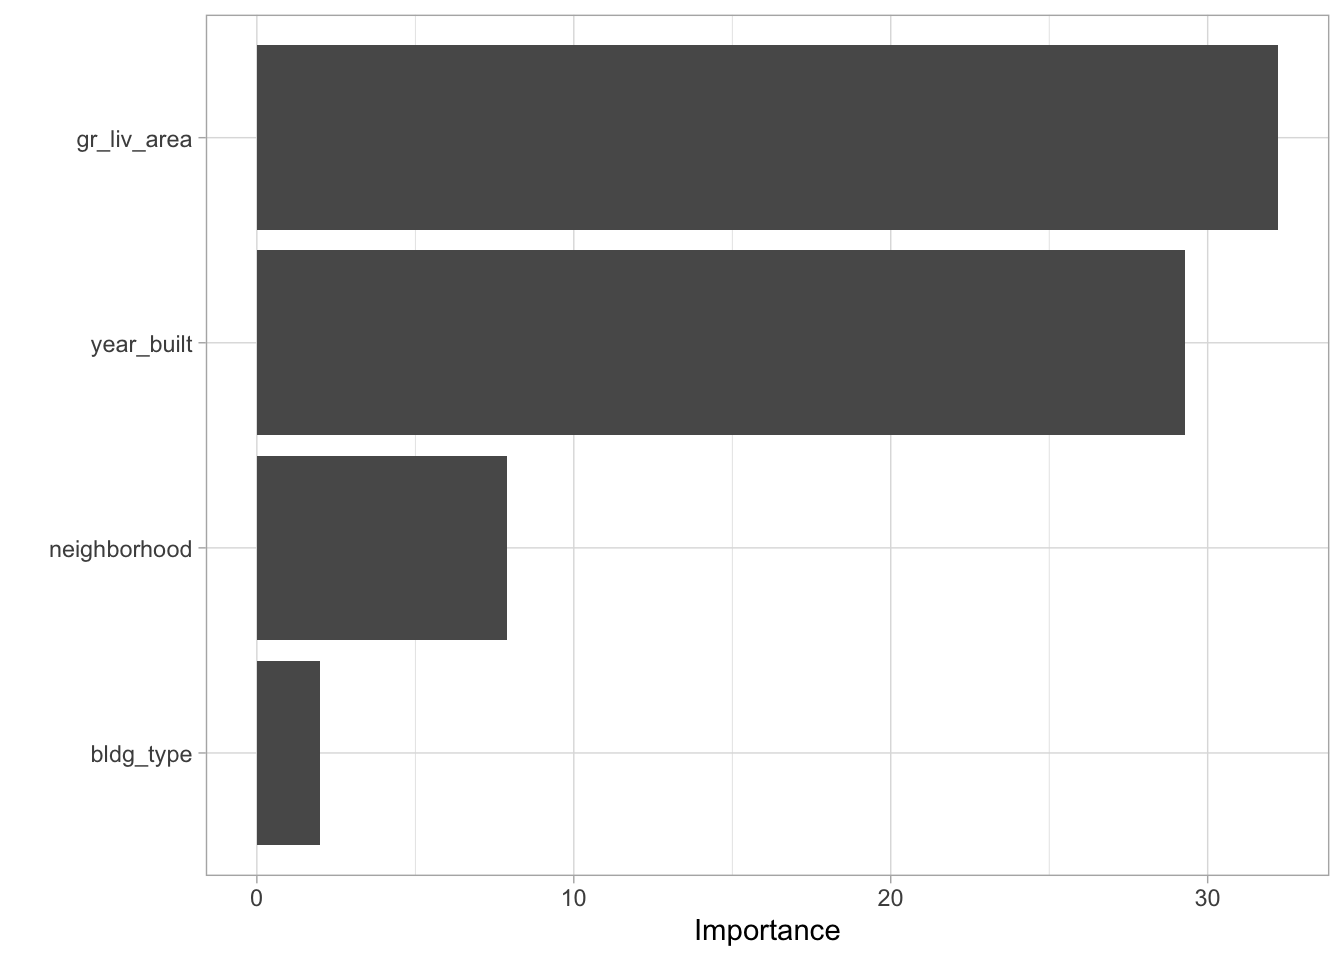 gr_liv_area
year_built
neighborhood
bldg_type
0 10 20 30
Importance